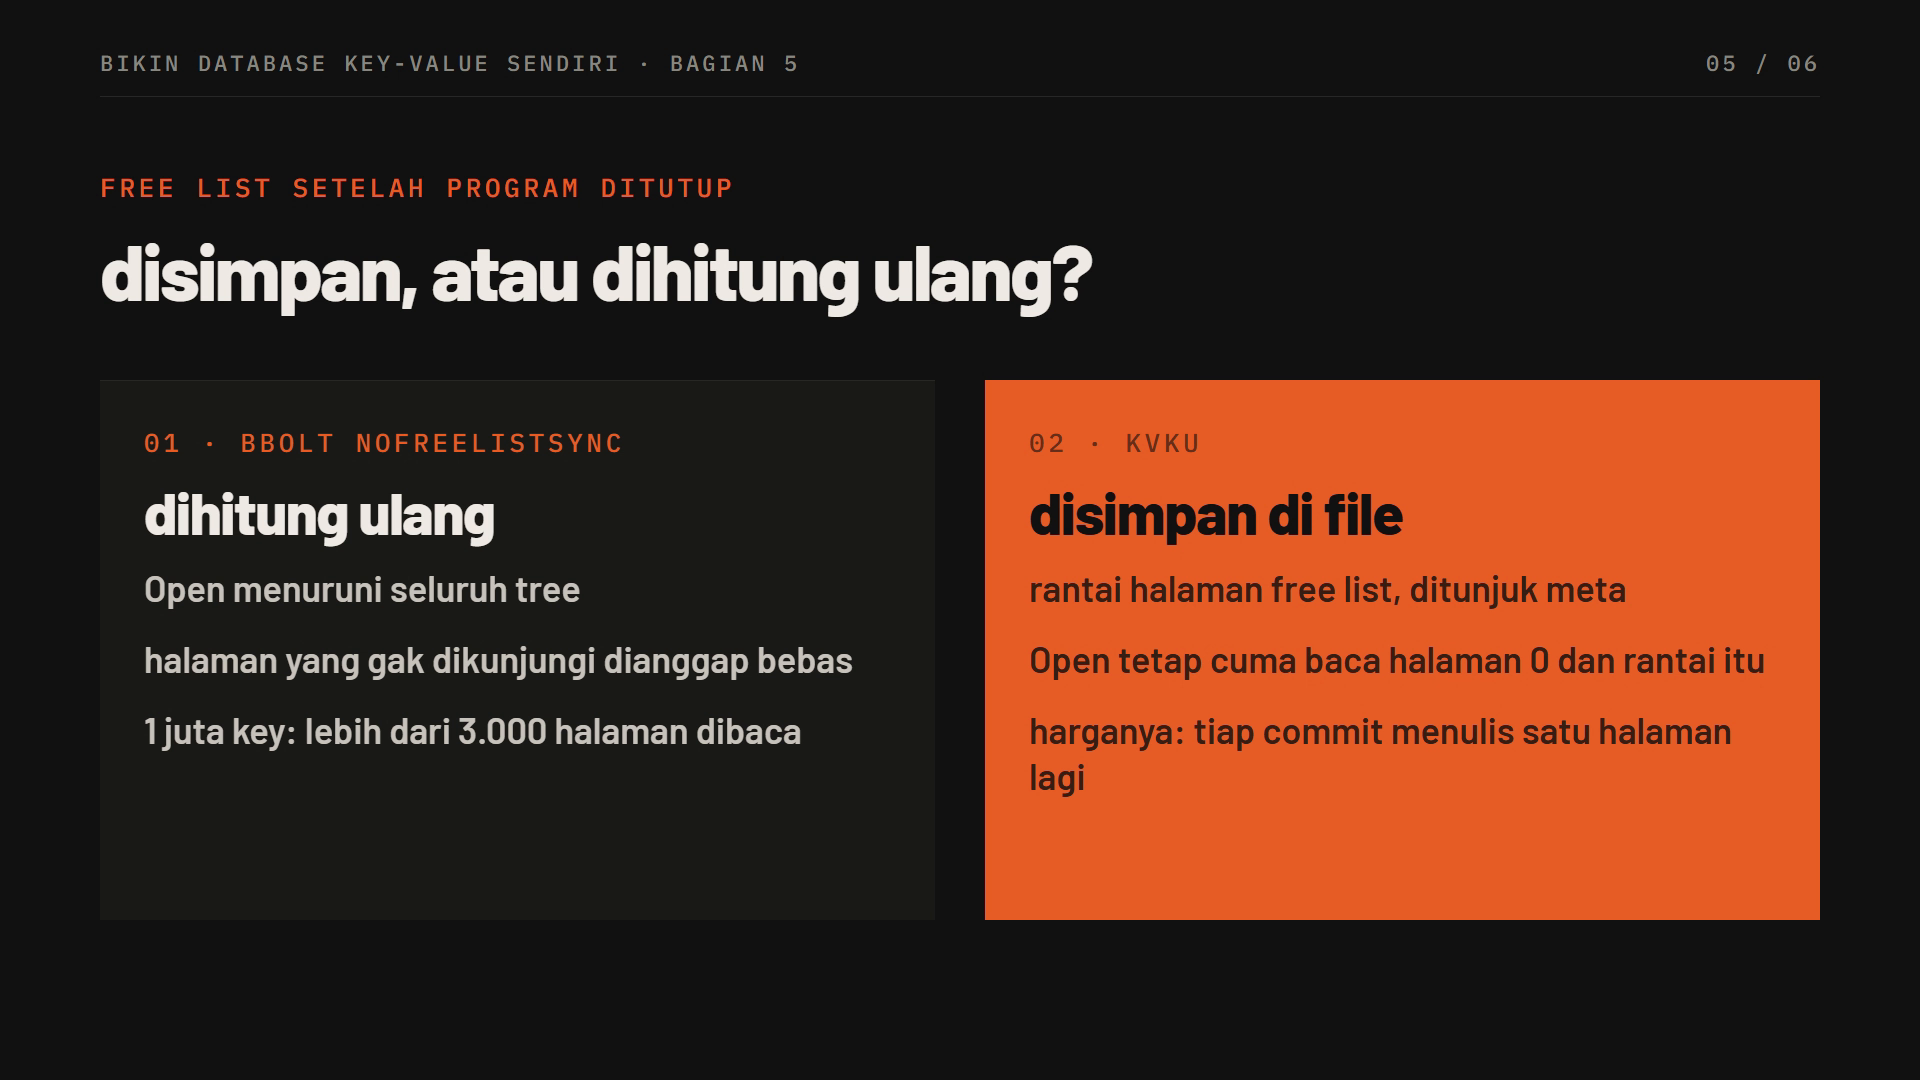 BIKIN DATABASE KEY-VALUE SENDIRI · BAGIAN 5
05 / 06
FREE LIST SETELAH PROGRAM DITUTUP
disimpan, atau dihitung ulang?
01 · BBOLT NOFREELISTSYNC
dihitung ulang
Open menuruni seluruh tree
halaman yang gak dikunjungi dianggap bebas
1 juta key: lebih dari 3.000 halaman dibaca
02 · KVKU
disimpan di file
rantai halaman free list, ditunjuk meta
Open tetap cuma baca halaman 0 dan rantai itu
harganya: tiap commit menulis satu halaman
lagi